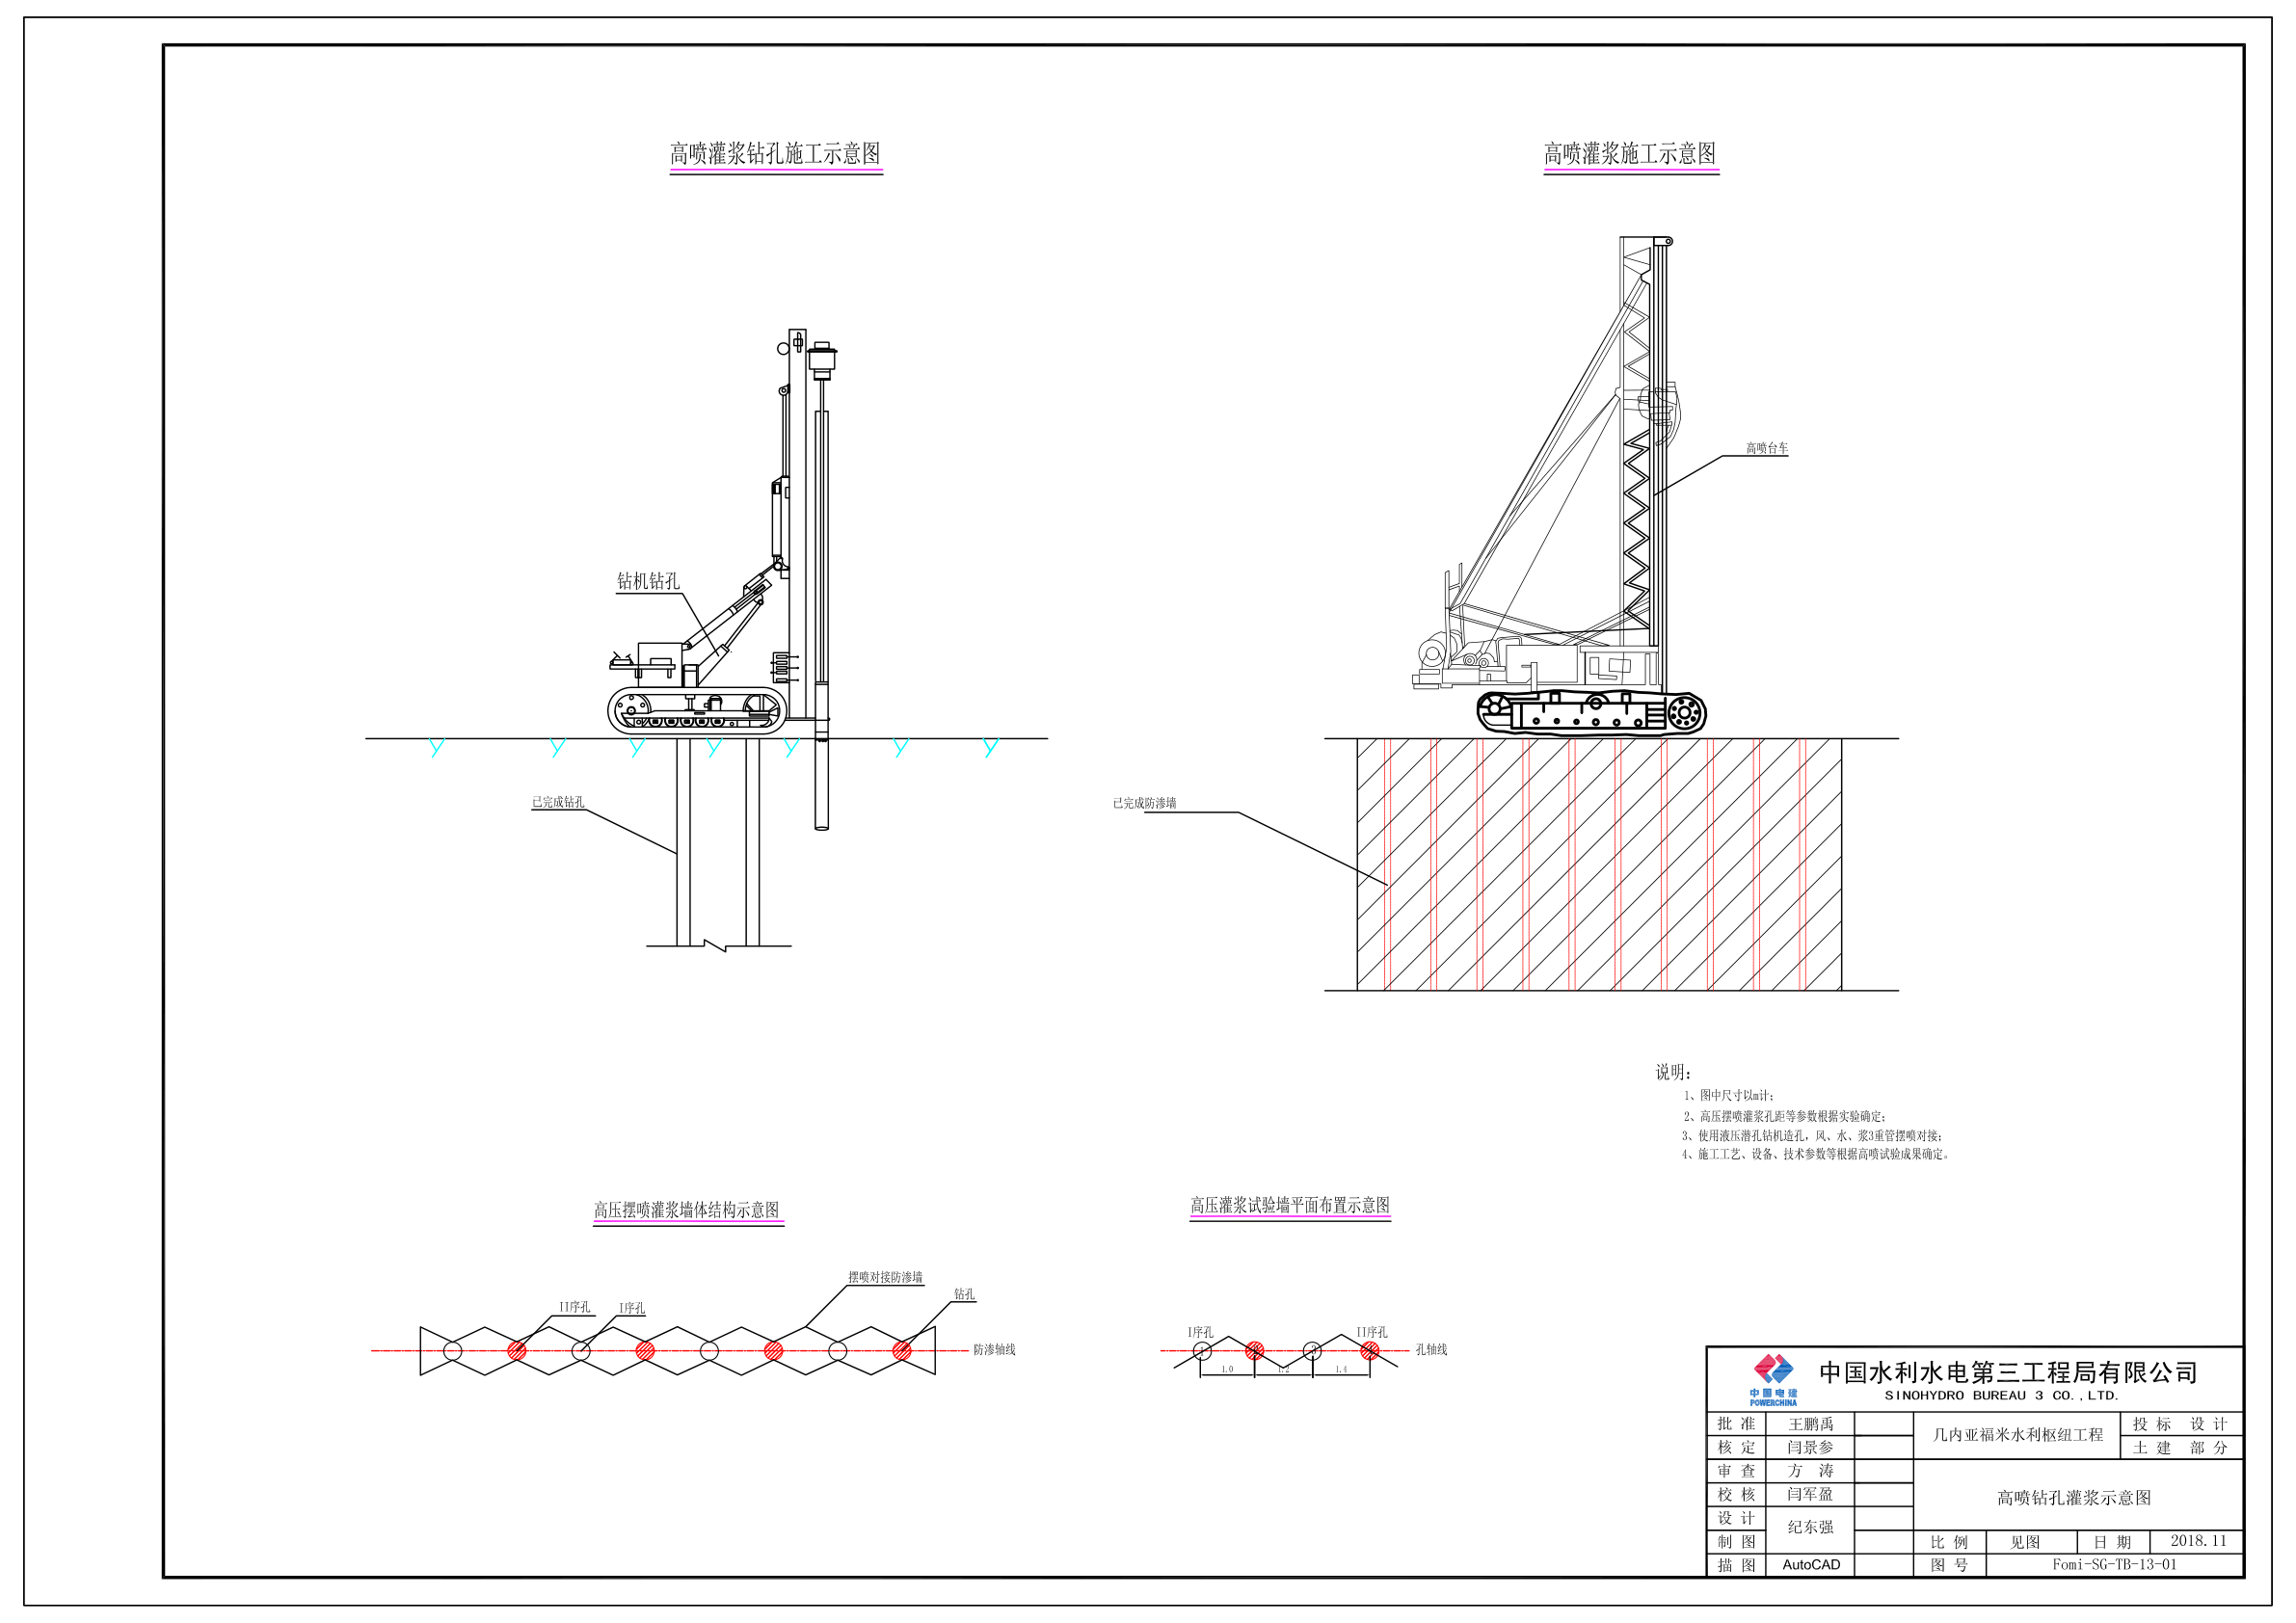 高喷灌浆钻孔施工示意图
高喷灌浆施工示意图
高喷台车
钻机钻孔
已完成钻孔
已完成防渗墙
说明:
1、图中尺寸以m计;
2、高压摆喷灌浆孔距等参数根据实验确定;
3、使用液压潜孔钻机造孔，风、水、浆3重管摆喷对接;
4、施工工艺、设备、技术参数等根据高喷试验成果确定。
高压摆喷灌浆墙体结构示意图
高压灌浆试验墙平面布置示意图
摆喷对接防渗墙
钻孔
II序孔
I序孔
防渗轴线
I序孔
II序孔
孔轴线
1
3
1.0
1.2
1.4
中国电建
POWERCHINA
中国水利水电第三工程局有限公司
SINOHYDRO BUREAU 3 CO.,LTD.
批 准 王鹏禹
核 定 闫景参
审 查 方 涛
校 核 闫军盈
设 计 纪东强
制 图
描 图 AutoCAD
几内亚福米水利枢纽工程
投 标 设 计
土 建 部 分
高喷钻孔灌浆示意图
比 例 见图 日 期 2018.11
图 号 Fomi-SG-TB-13-01